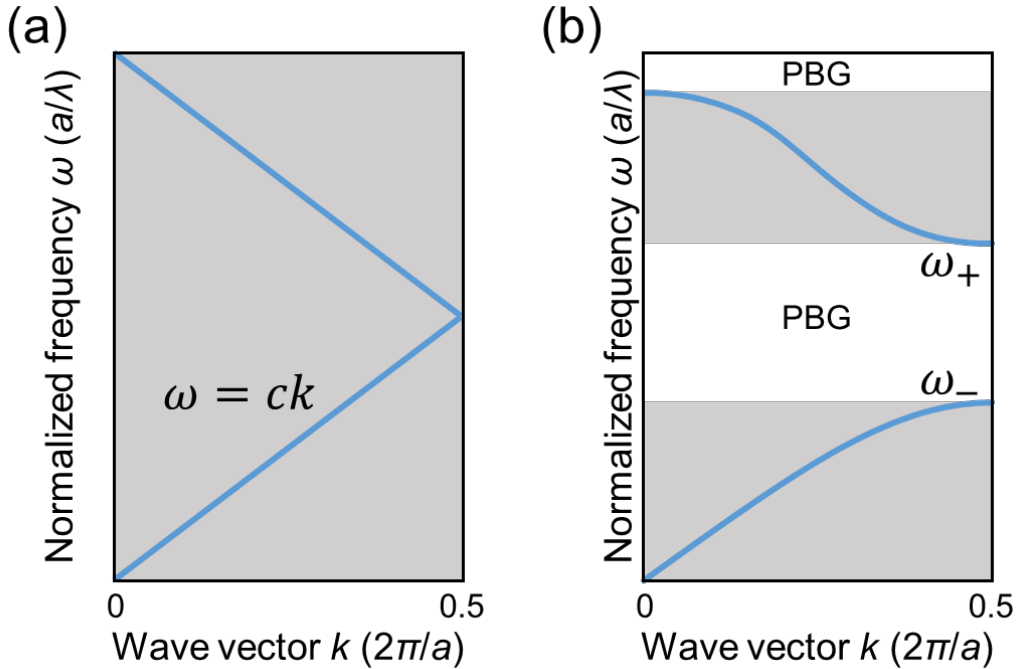 (a)
Normalized frequency ω (a/λ)
ω = ck
0
0.5
Wave vector k (2π/a)
(b)
Normalized frequency ω (a/λ)
PBG
ω₊
PBG
ω₋
0
0.5
Wave vector k (2π/a)